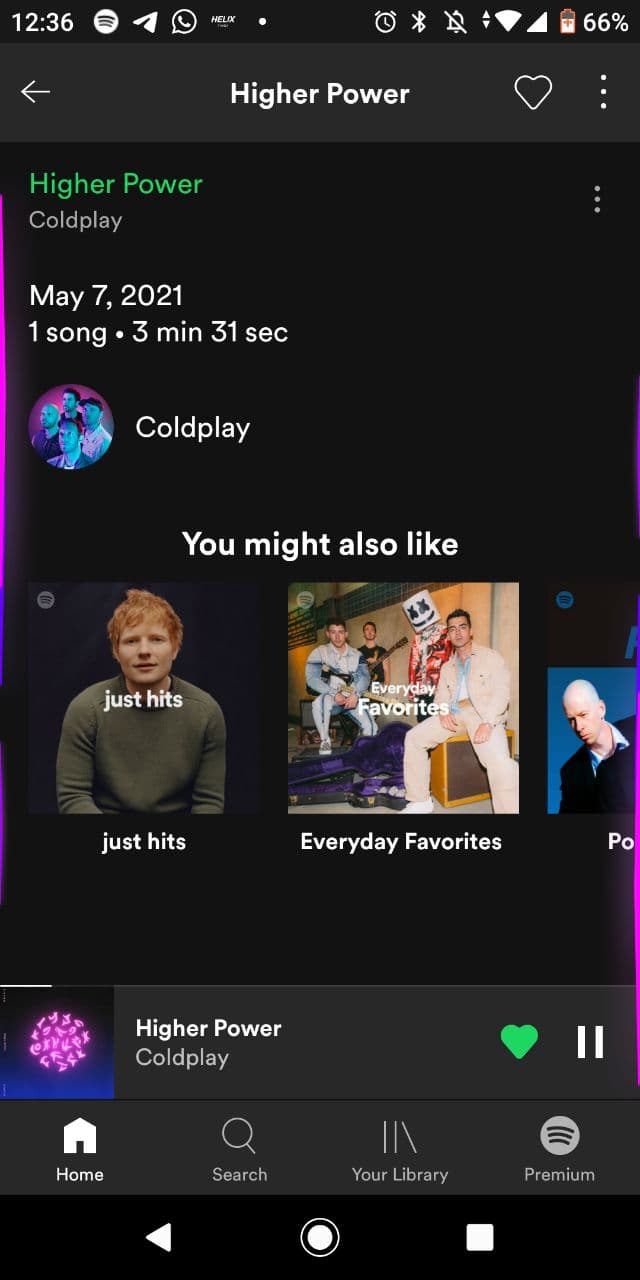 12:36
HELIX
66%
Higher Power
Higher Power
Coldplay
May 7, 2021
1 song • 3 min 31 sec
Coldplay
You might also like
just hits
Everyday
Favorites
just hits
Everyday Favorites
Po
Higher Power
Coldplay
Home
Search
Your Library
Premium